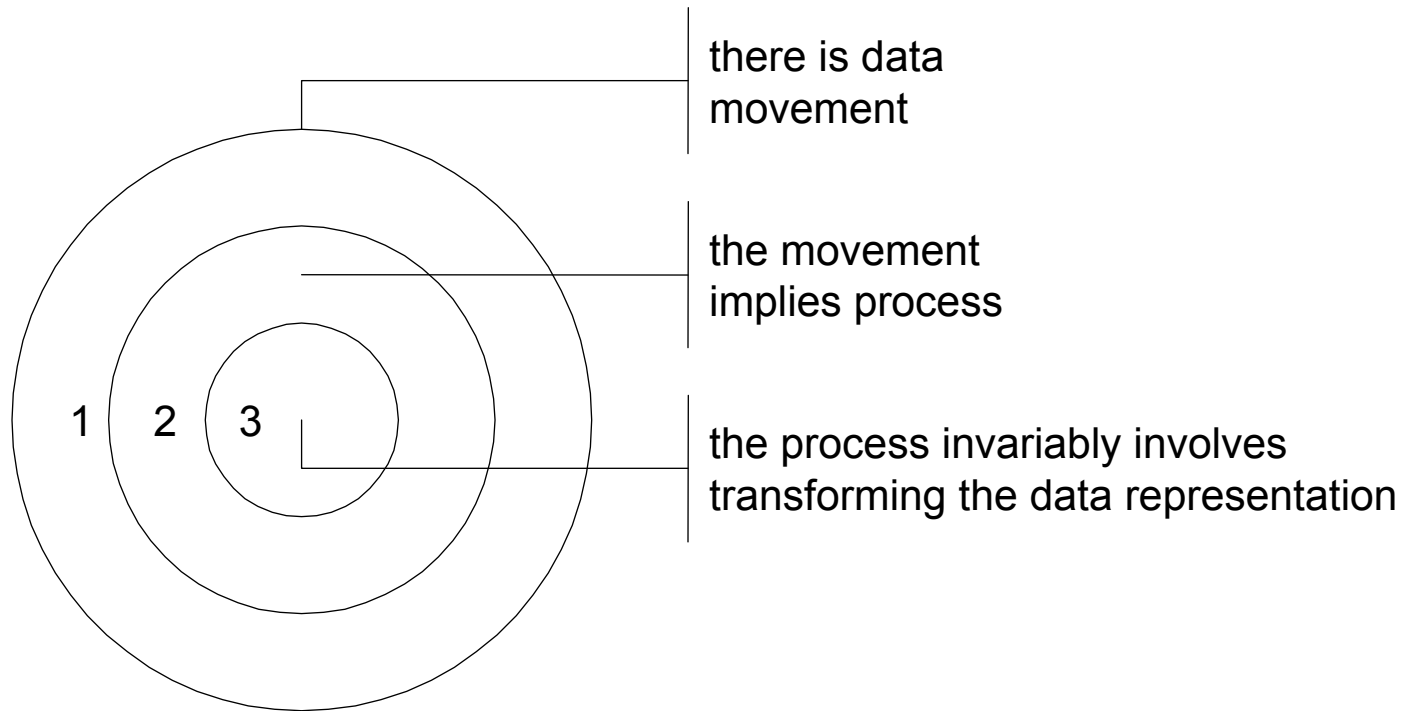 there is data
movement
the movement
implies process
1 2 3
the process invariably involves
transforming the data representation